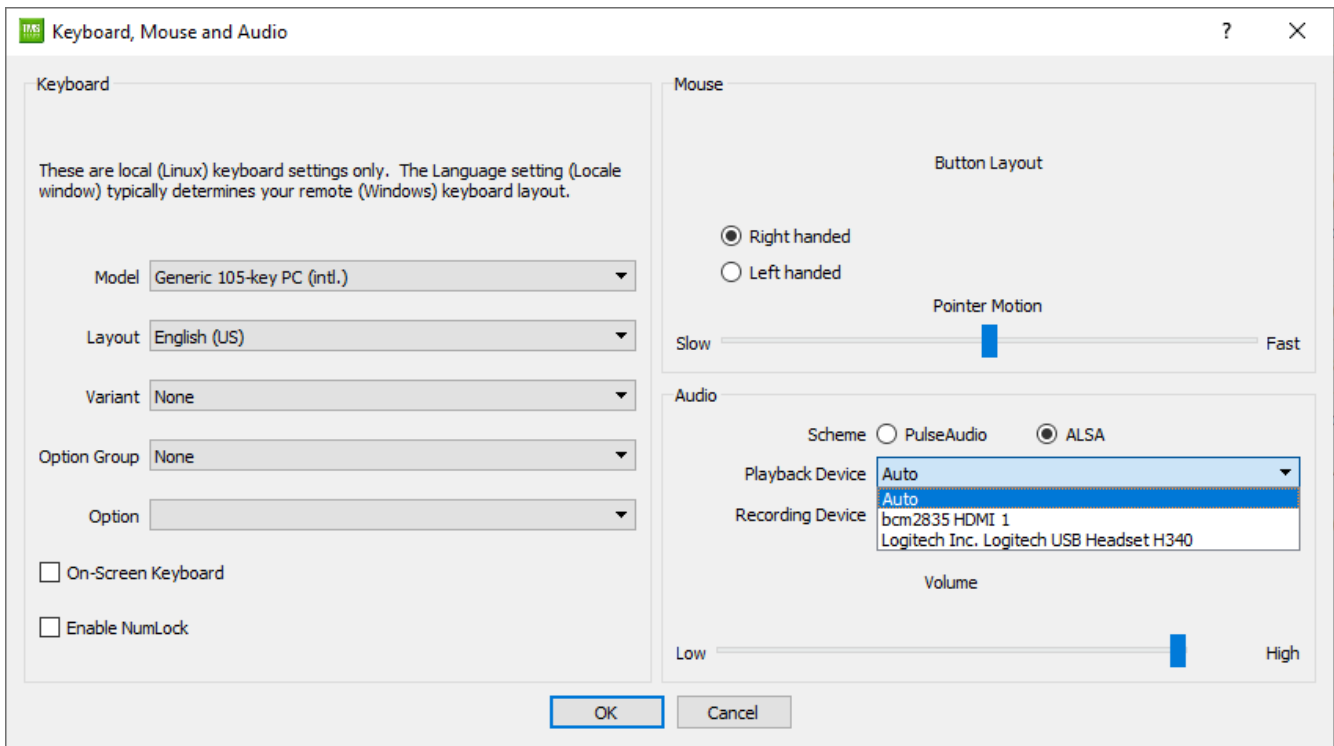 TMS
Keyboard, Mouse and Audio
?
Keyboard
These are local (Linux) keyboard settings only. The Language setting (Locale
window) typically determines your remote (Windows) keyboard layout.
Model Generic 105-key PC (intl.)
Layout English (US)
Variant None
Option Group None
Option
On-Screen Keyboard
Enable NumLock
Mouse
Button Layout
Right handed
Left handed
Pointer Motion
Slow Fast
Audio
Scheme PulseAudio ALSA
Playback Device Auto
Auto
Recording Device bcm2835 HDMI 1
Logitech Inc. Logitech USB Headset H340
Volume
Low High
OK Cancel